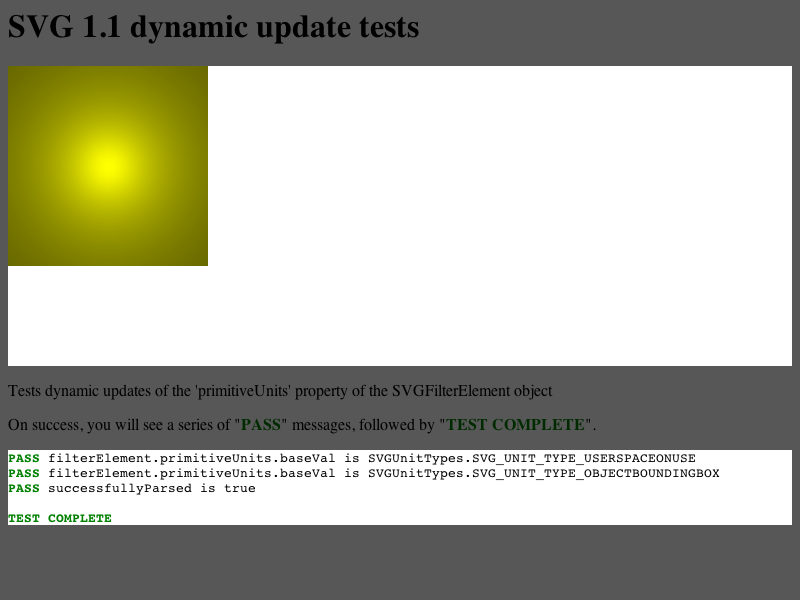 SVG 1.1 dynamic update tests
Tests dynamic updates of the 'primitiveUnits' property of the SVGFilterElement object
On success, you will see a series of "PASS" messages, followed by "TEST COMPLETE".
PASS filterElement.primitiveUnits.baseVal is SVGUnitTypes.SVG_UNIT_TYPE_USERSPACEONUSE
PASS filterElement.primitiveUnits.baseVal is SVGUnitTypes.SVG_UNIT_TYPE_OBJECTBOUNDINGBOX
PASS successfullyParsed is true
TEST COMPLETE